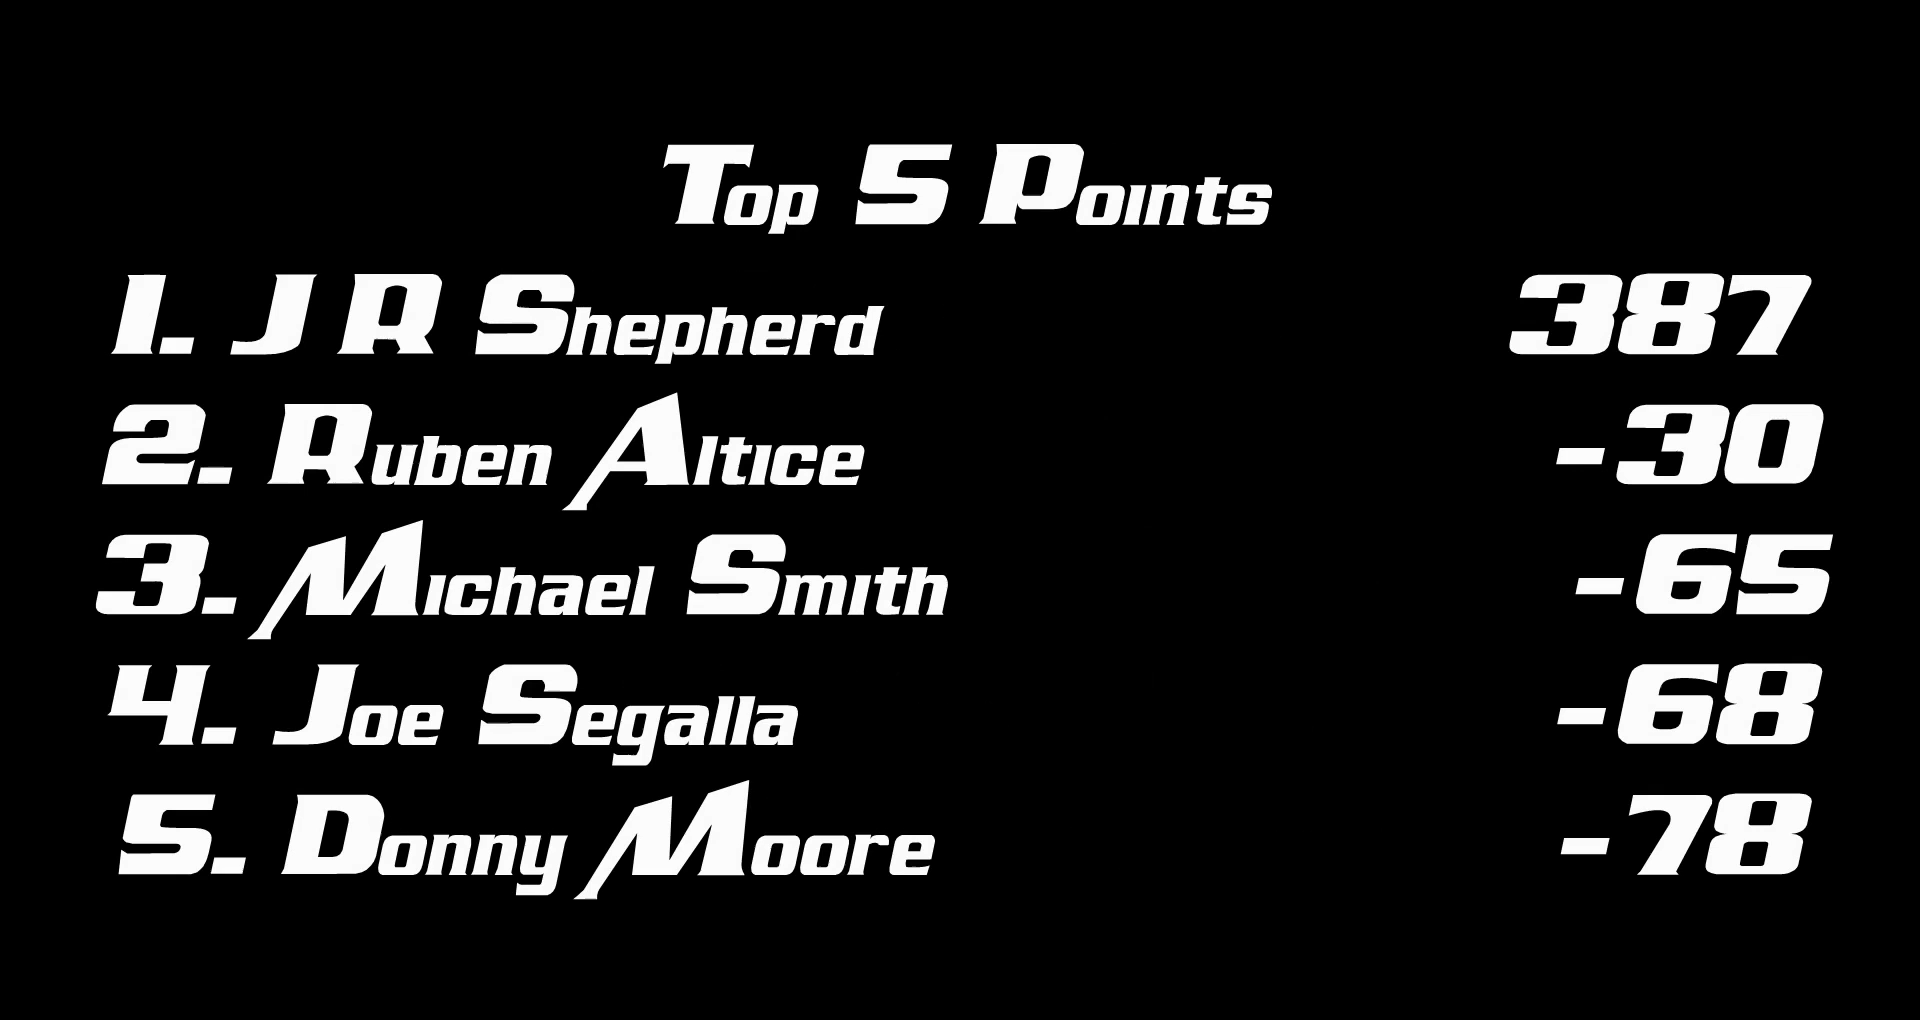 Top 5 Points
1. J R Shepherd 387
2. Ruben Altice -30
3. Michael Smith -65
4. Joe Segalla -68
5. Donny Moore -78